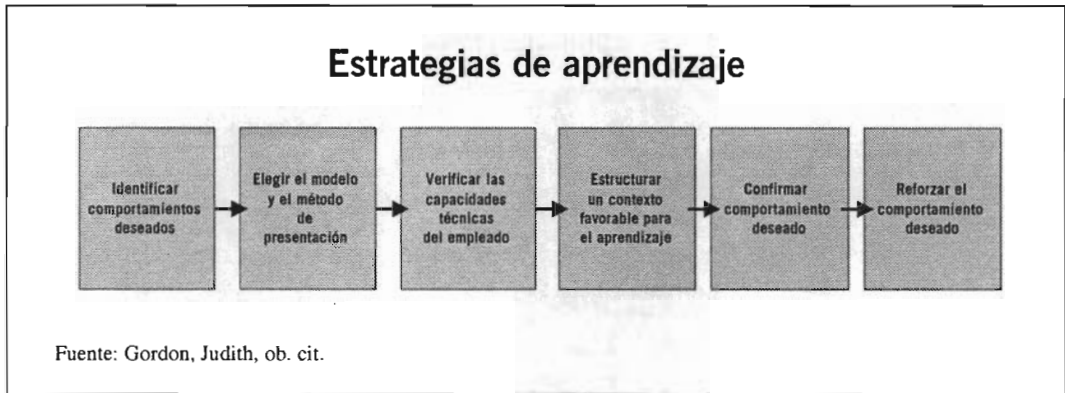 Estrategias de aprendizaje
Identificar
comportamientos
deseados
Elegir el modelo
y el método
de
presentación
Verificar las
capacidades
técnicas
del empleado
Estructurar
un contexto
favorable para
el aprendizaje
Confirmar
comportamiento
deseado
Reforzar el
comportamiento
deseado
Fuente: Gordon, Judith, ob. cit.